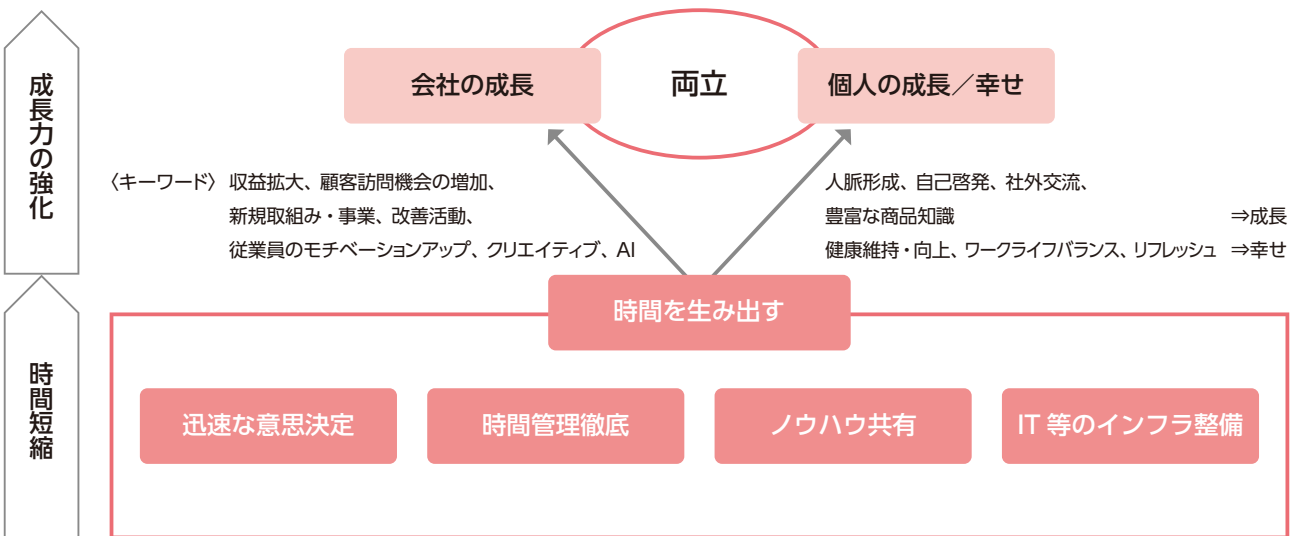 成長力の強化
会社の成長
両立
個人の成長／幸せ
〈キーワード〉 収益拡大、顧客訪問機会の増加、
新規取組み・事業、改善活動、
従業員のモチベーションアップ、クリエイティブ、AI
人脈形成、自己啓発、社外交流、
豊富な商品知識 ⇒成長
健康維持・向上、ワークライフバランス、リフレッシュ ⇒幸せ
時間短縮
時間を生み出す
迅速な意思決定
時間管理徹底
ノウハウ共有
IT 等のインフラ整備